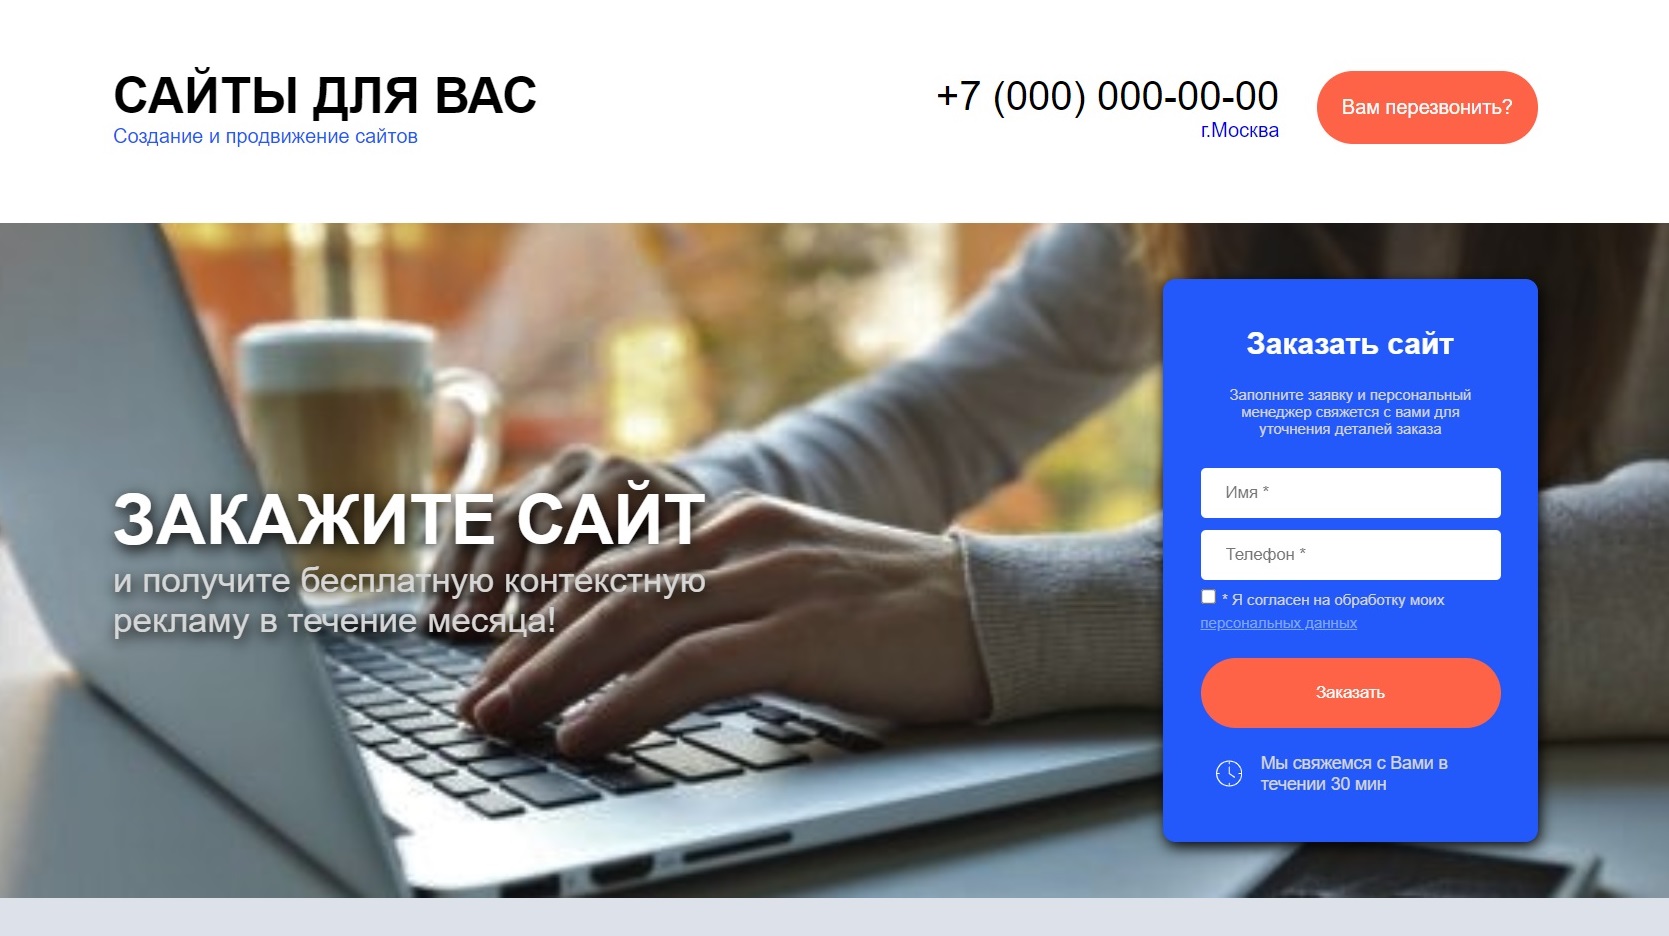 САЙТЫ ДЛЯ ВАС
Создание и продвижение сайтов
+7 (000) 000-00-00
г.Москва
Вам перезвонить?
ЗАКАЖИТЕ САЙТ
и получите бесплатную контекстную
рекламу в течение месяца!
Заказать сайт
Заполните заявку и персональный
менеджер свяжется с вами для
уточнения деталей заказа
Имя *
Телефон *
* Я согласен на обработку моих
персональных данных
Заказать
Мы свяжемся с Вами в
течении 30 мин